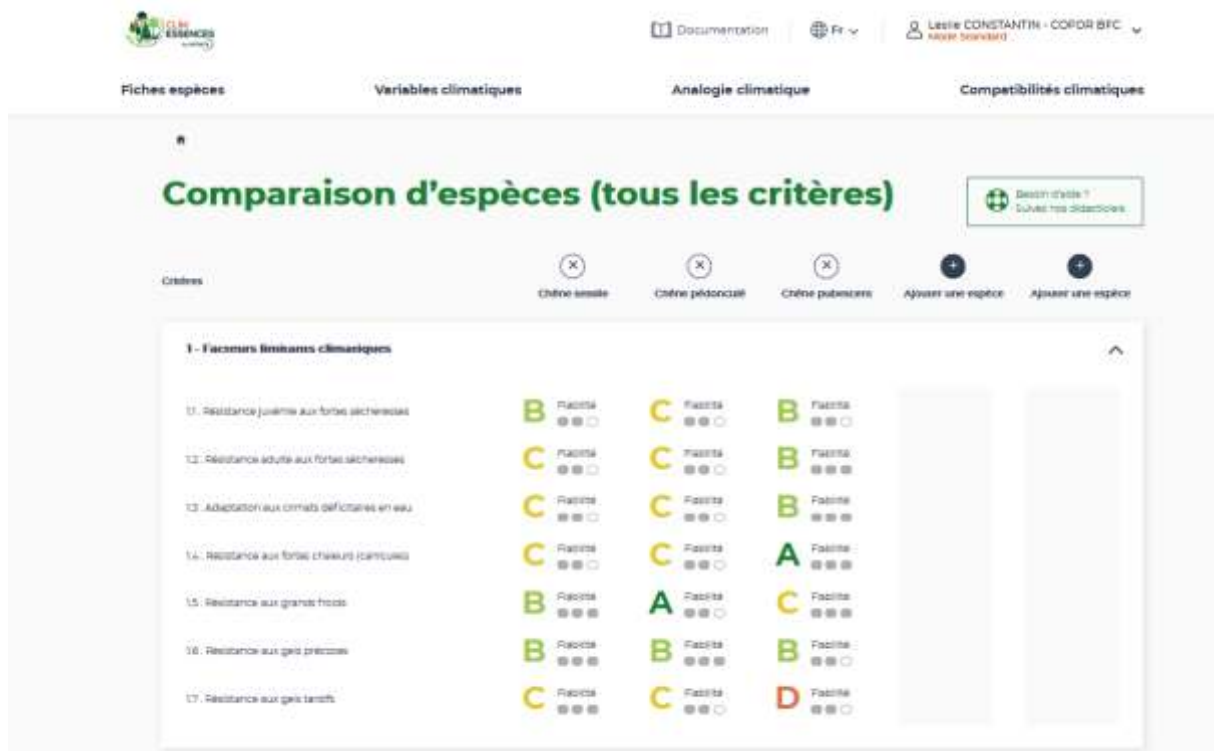 CLIM
ESSENCES
Documentation
Fr
Leslie CONSTANTIN - COPOR BFC
Mode Standard
Fiches espèces
Variables climatiques
Analogie climatique
Compatibilités climatiques
Comparaison d'espèces (tous les critères)
Besoin d'aide ?
Suivez nos didacticiels
Critères
Chêne sessile
Chêne pédonculé
Chêne pubescent
Ajouter une espèce
Ajouter une espèce
1 - Facteurs limitants climatiques
1.1. Résistance juvénile aux fortes sécheresses
B Fiabilité
C Fiabilité
B Fiabilité
1.2. Résistance adulte aux fortes sécheresses
C Fiabilité
C Fiabilité
B Fiabilité
1.3. Adaptation aux climats déficitaires en eau
C Fiabilité
C Fiabilité
B Fiabilité
1.4. Résistance aux fortes chaleurs (canicules)
C Fiabilité
C Fiabilité
A Fiabilité
1.5. Résistance aux grands froids
B Fiabilité
A Fiabilité
C Fiabilité
1.6. Résistance aux gels précoces
B Fiabilité
B Fiabilité
B Fiabilité
1.7. Résistance aux gels tardifs
C Fiabilité
C Fiabilité
D Fiabilité